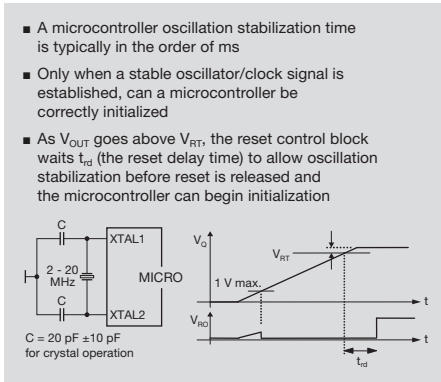 ■ A microcontroller oscillation stabilization time
is typically in the order of ms
■ Only when a stable oscillator/clock signal is
established, can a microcontroller be
correctly initialized
■ As V_OUT goes above V_RT, the reset control block
waits t_rd (the reset delay time) to allow oscillation
stabilization before reset is released and
the microcontroller can begin initialization
C
XTAL1
2 - 20
MHz
MICRO
C
XTAL2
C = 20 pF ±10 pF
for crystal operation
V_Q
V_RT
1 V max.
t
V_RO
t
t_rd